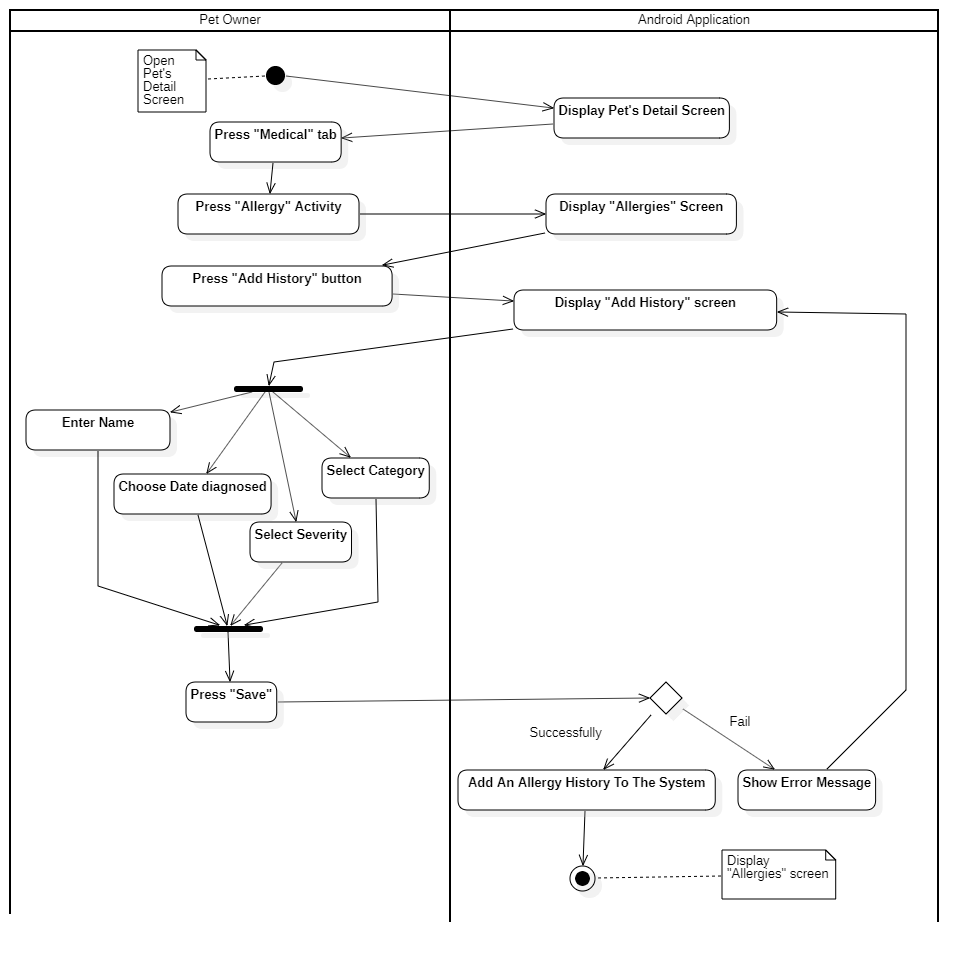 Pet Owner
Android Application
Open
Pet's
Detail
Screen
Display Pet's Detail Screen
Press "Medical" tab
Press "Allergy" Activity
Display "Allergies" Screen
Press "Add History" button
Display "Add History" screen
Enter Name
Choose Date diagnosed
Select Category
Select Severity
Press "Save"
Successfully
Fail
Add An Allergy History To The System
Show Error Message
Display
"Allergies" screen